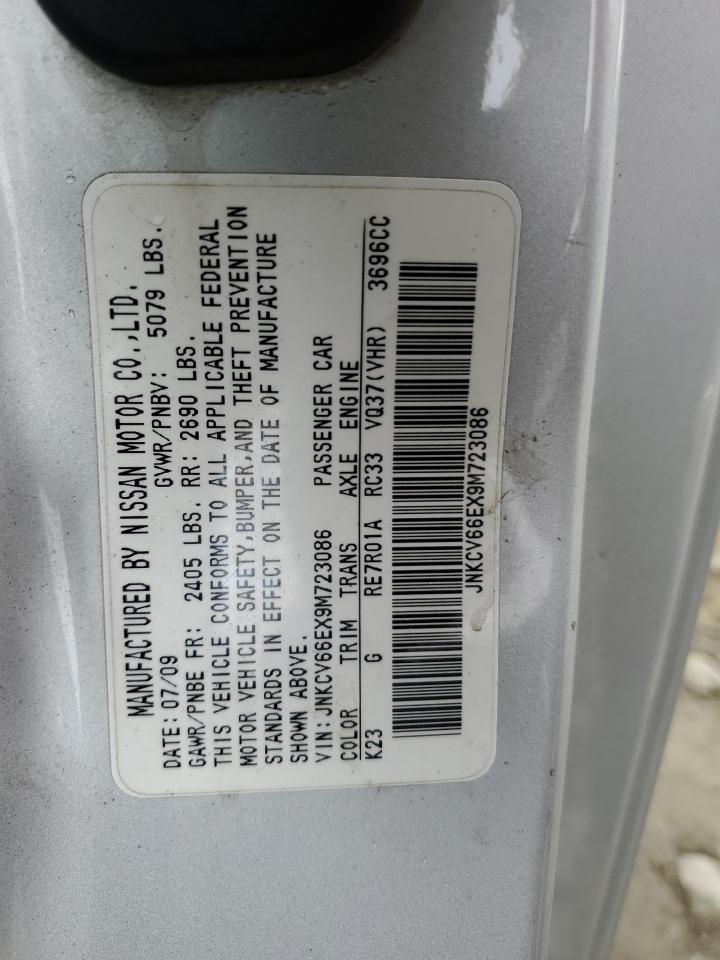 MANUFACTURED BY NISSAN MOTOR CO.,LTD.
DATE: 07/09 GVWR/PNBV: 5079 LBS.
GAWR/PNBE FR: 2405 LBS. RR: 2690 LBS.
THIS VEHICLE CONFORMS TO ALL APPLICABLE FEDERAL
MOTOR VEHICLE SAFETY,BUMPER,AND THEFT PREVENTION
STANDARDS IN EFFECT ON THE DATE OF MANUFACTURE
SHOWN ABOVE.
VIN:JNKCV66EX9M723086 PASSENGER CAR
COLOR TRIM TRANS AXLE ENGINE
K23 G RE7R01A RC33 VQ37(VHR) 3696CC
JNKCV66EX9M723086